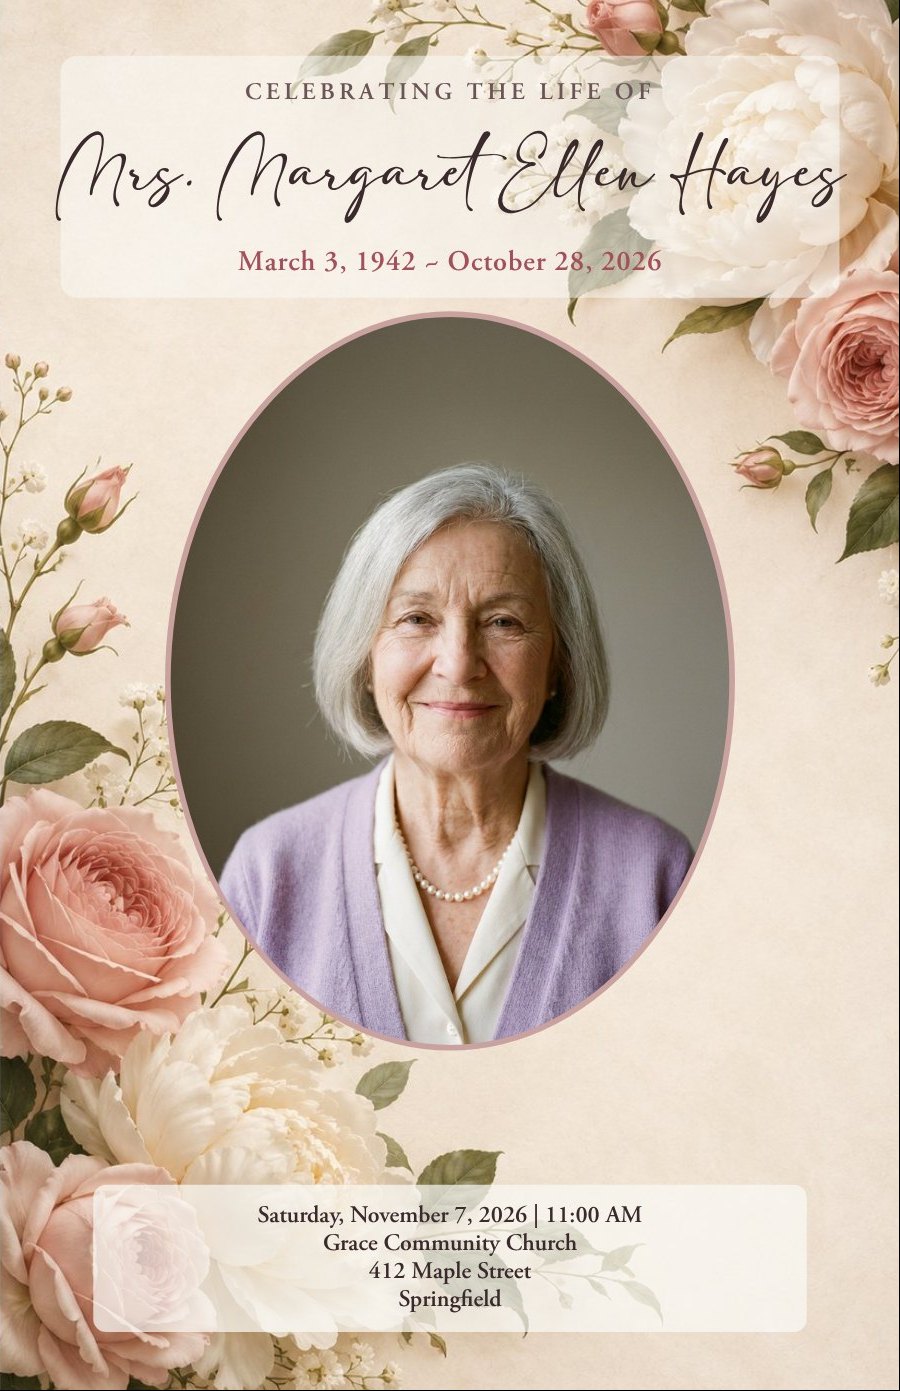 CELEBRATING THE LIFE OF
Mrs. Margaret Ellen Hayes
March 3, 1942 ~ October 28, 2026
Saturday, November 7, 2026 | 11:00 AM
Grace Community Church
412 Maple Street
Springfield